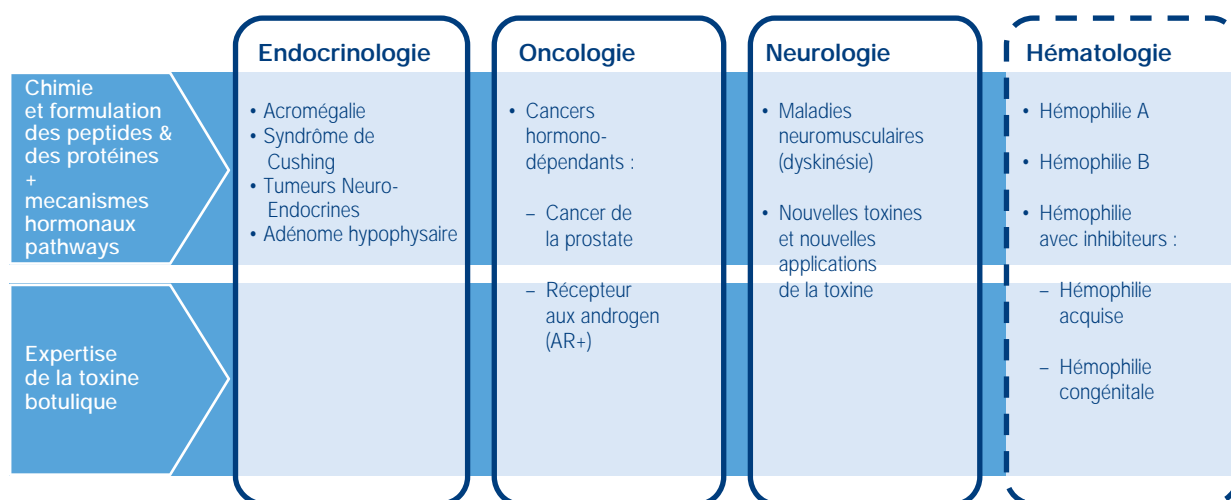 Endocrinologie
Oncologie
Neurologie
Hématologie
Chimie
et formulation
des peptides &
des protéines
+
mecanismes
hormonaux
pathways
• Acromégalie
• Syndrôme de
Cushing
• Tumeurs Neuro-
Endocrines
• Adénome hypophysaire
• Cancers
hormono-
dépendants :
– Cancer de
la prostate
– Récepteur
aux androgen
(AR+)
• Maladies
neuromusculaires
(dyskinésie)
• Nouvelles toxines
et nouvelles
applications
de la toxine
• Hémophilie A
• Hémophilie B
• Hémophilie
avec inhibiteurs :
– Hémophilie
acquise
– Hémophilie
congénitale
Expertise
de la toxine
botulique